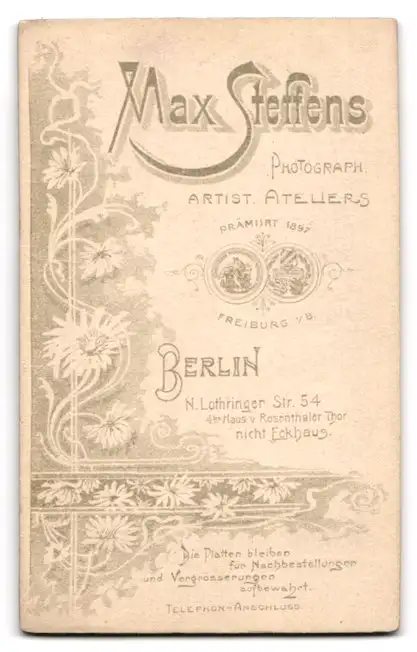 Max Steffens
Photograph.
Artist. Ateliers
Prämiirt 1897
Freiburg i/B.
Berlin
N. Lothringer Str. 54
4tes Haus v. Rosenthaler Thor
nicht Eckhaus.
Die Platten bleiben
für Nachbestellungen
und Vergrösserungen
aufbewahrt.
Telephon-Anschluss.